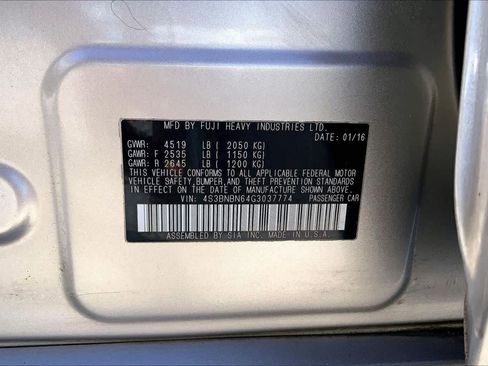 MFD. BY FUJI HEAVY INDUSTRIES LTD.
DATE: 01/16
GVWR: 4519 LB ( 2050 KG)
GAWR: F 2535 LB ( 1150 KG)
GAWR: R 2645 LB ( 1200 KG)
THIS VEHICLE CONFORMS TO ALL APPLICABLE FEDERAL MOTOR
VEHICLE SAFETY, BUMPER, AND THEFT PREVENTION STANDARDS
IN EFFECT ON THE DATE OF MANUFACTURE SHOWN ABOVE.
VIN: 4S3BNBN64G3037774 PASSENGER CAR
ASSEMBLED BY SIA INC. MADE IN U.S.A.